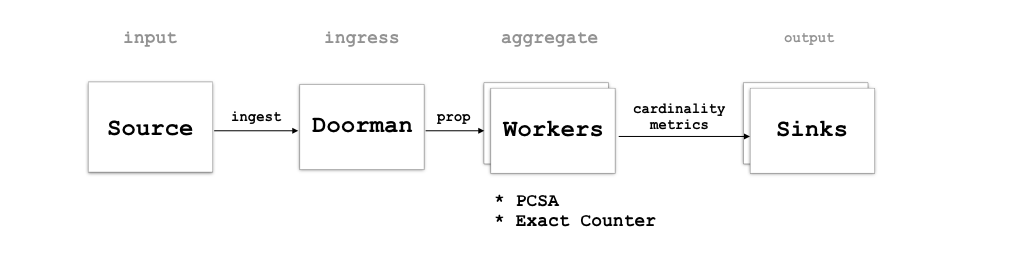 input
ingress
aggregate
output
Source
ingest
Doorman
prop
Workers
cardinality
metrics
Sinks
* PCSA
* Exact Counter